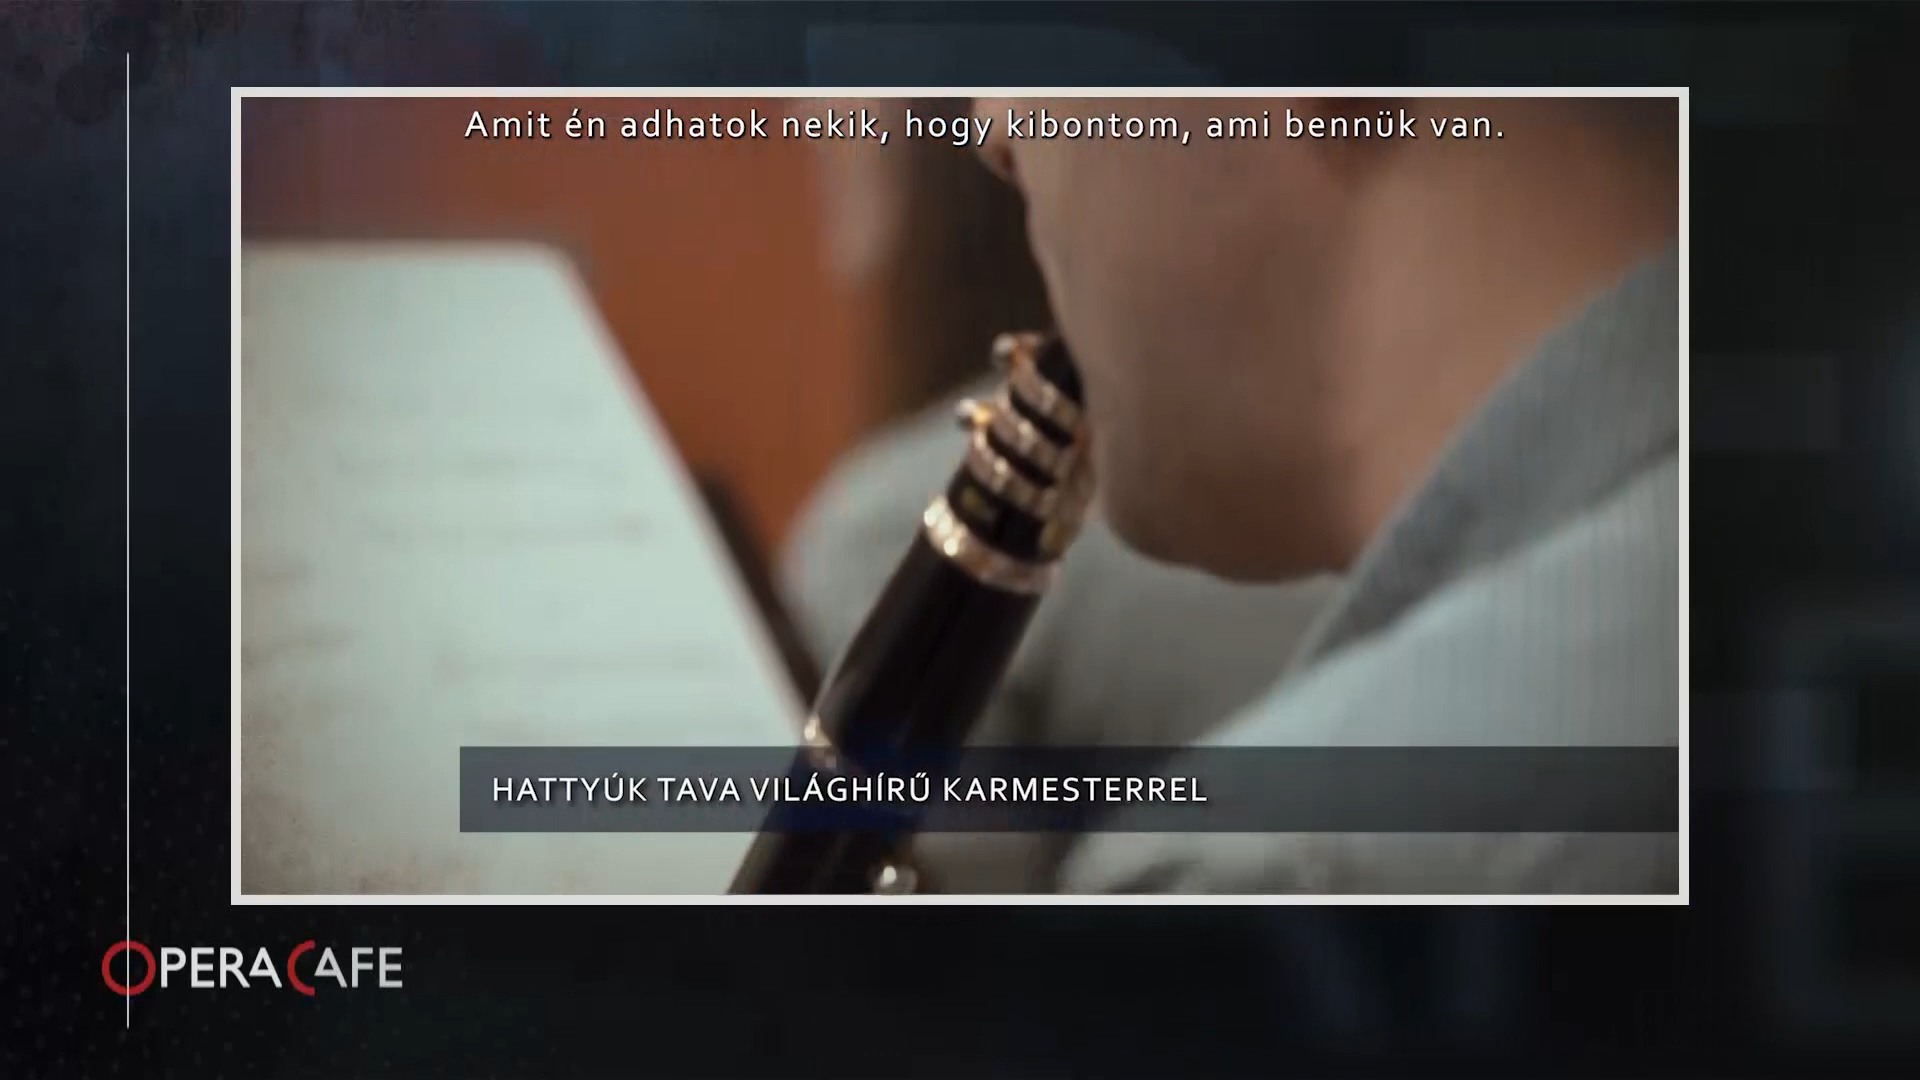 Amit én adhatok nekik, hogy kibontom, ami bennük van.
HATTYÚK TAVA VILÁGHÍRŰ KARMESTERREL
OPERACAFE